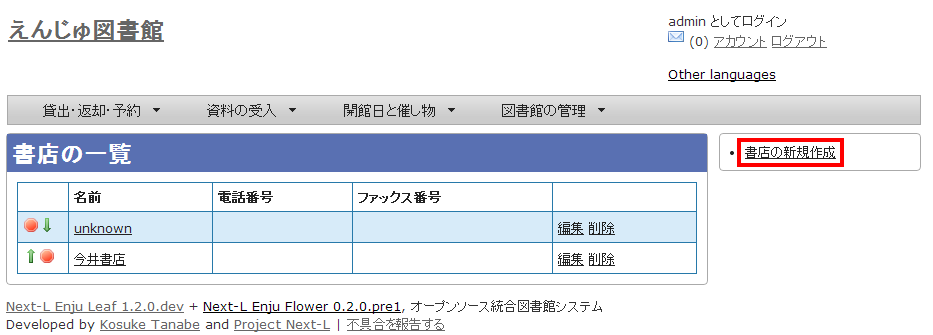 えんじゅ図書館
admin としてログイン
(0) アカウント ログアウト
Other languages
貸出・返却・予約 資料の受入 開館日と催し物 図書館の管理
書店の一覧
・書店の新規作成
名前 電話番号 ファックス番号
unknown 編集 削除
今井書店 編集 削除
Next-L Enju Leaf 1.2.0.dev + Next-L Enju Flower 0.2.0.pre1, オープンソース統合図書館システム
Developed by Kosuke Tanabe and Project Next-L | 不具合を報告する